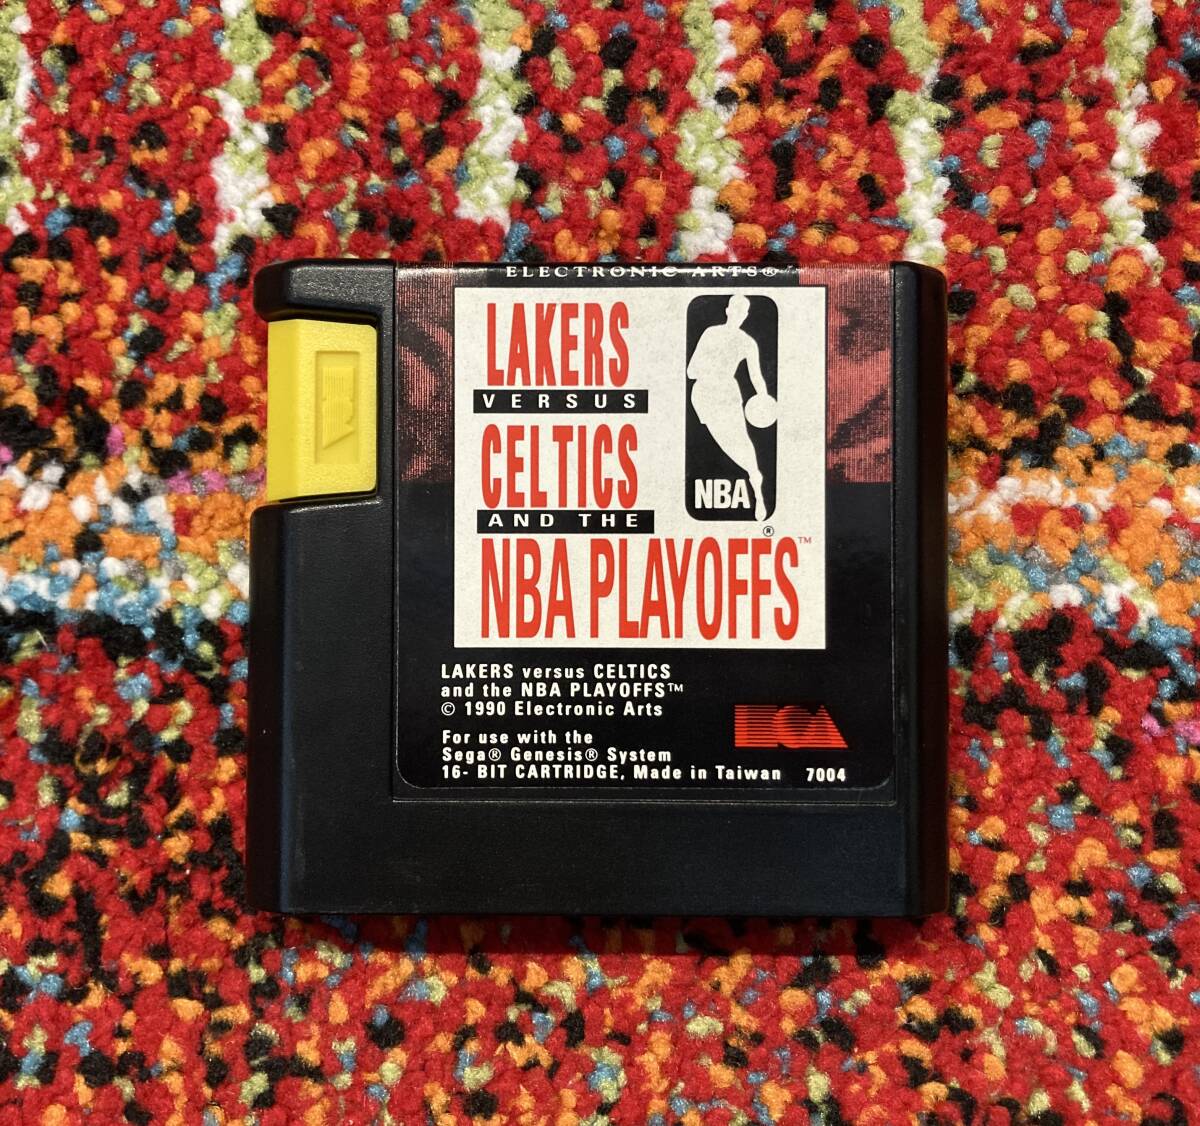 ELECTRONIC ARTS®
LAKERS
VERSUS
CELTICS
AND THE
NBA PLAYOFFS™
NBA
®
LAKERS versus CELTICS
and the NBA PLAYOFFS™
© 1990 Electronic Arts
For use with the
Sega® Genesis® System
16- BIT CARTRIDGE, Made in Taiwan 7004
EA